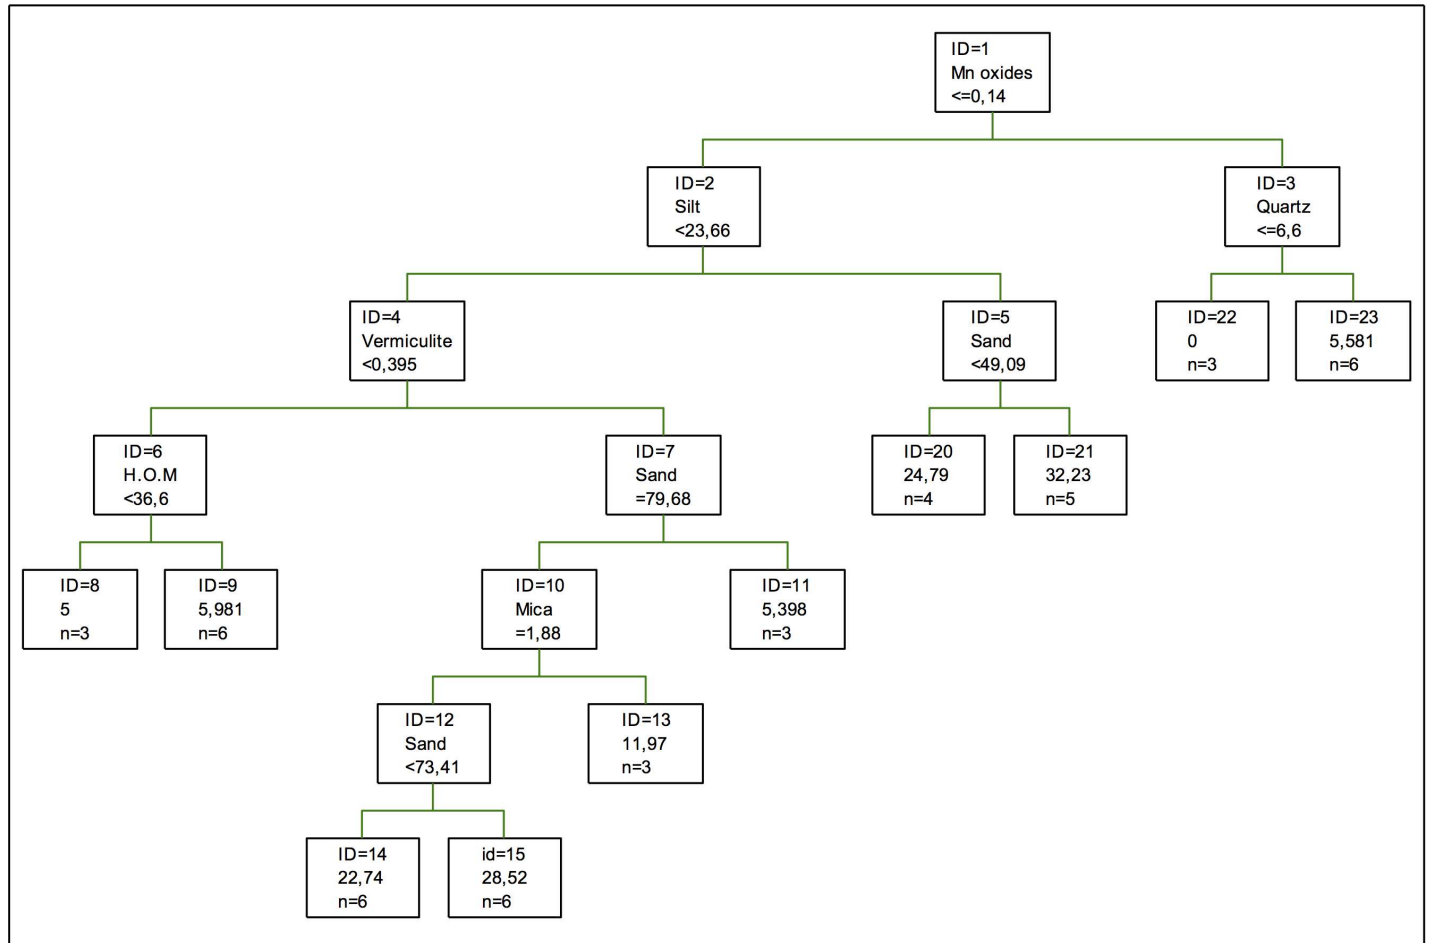 ID=1
Mn oxides
<=0,14
ID=2
Silt
<23,66
ID=3
Quartz
<=6,6
ID=4
Vermiculite
<0,395
ID=5
Sand
<49,09
ID=22
0
n=3
ID=23
5,581
n=6
ID=6
H.O.M
<36,6
ID=7
Sand
=79,68
ID=20
24,79
n=4
ID=21
32,23
n=5
ID=8
5
n=3
ID=9
5,981
n=6
ID=10
Mica
=1,88
ID=11
5,398
n=3
ID=12
Sand
<73,41
ID=13
11,97
n=3
ID=14
22,74
n=6
id=15
28,52
n=6